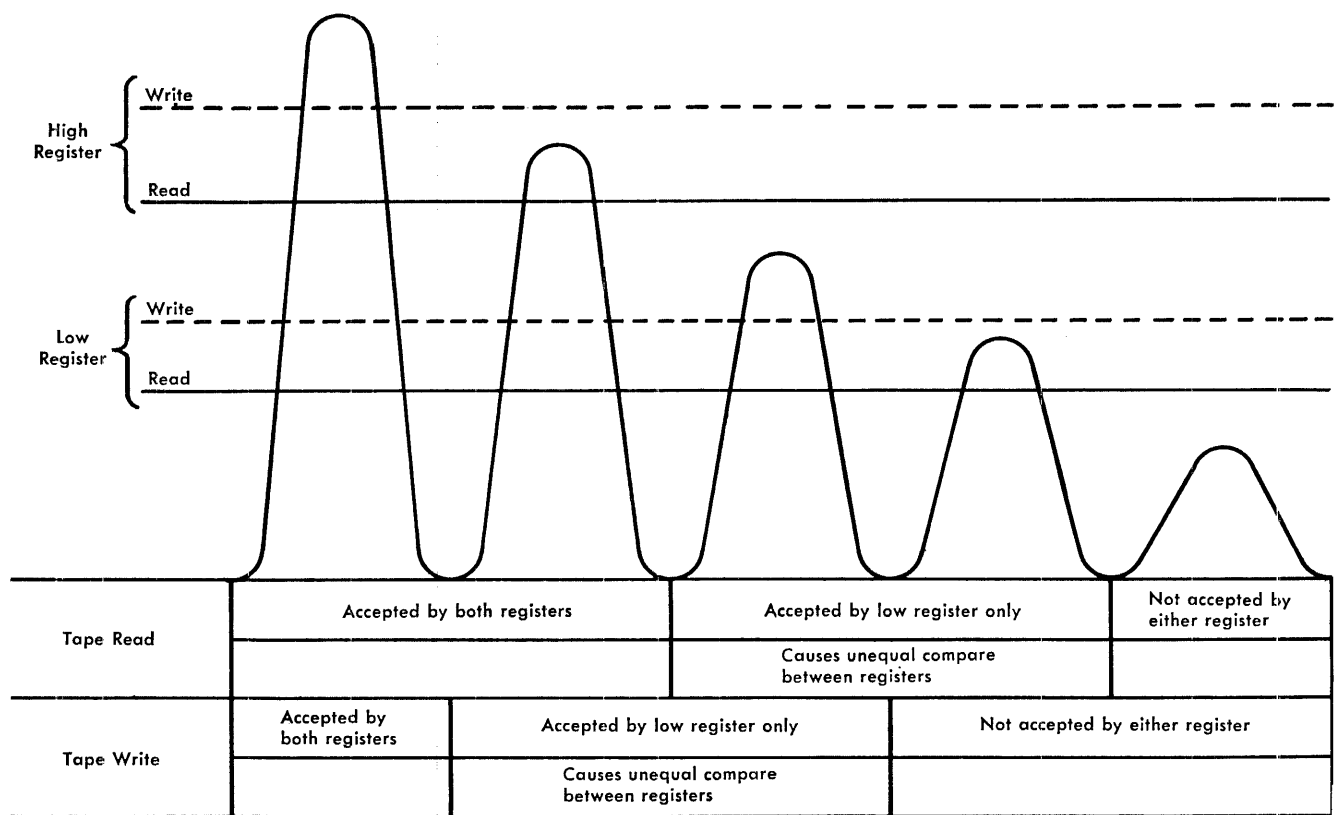 Write
High
Register
Read
Write
Low
Register
Read
Tape Read
Accepted by both registers
Accepted by low register only
Not accepted by
either register
Causes unequal compare
between registers
Tape Write
Accepted by
both registers
Accepted by low register only
Not accepted by either register
Causes unequal compare
between registers